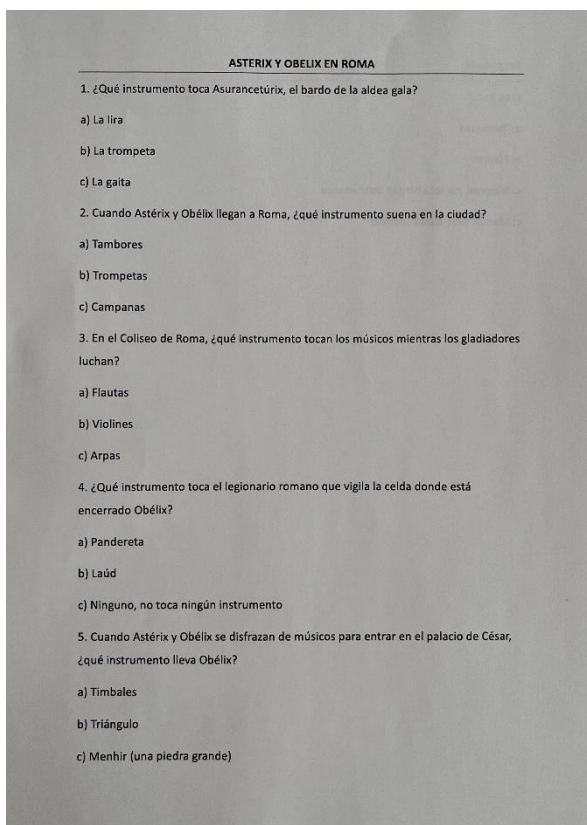 ASTERIX Y OBELIX EN ROMA
1. ¿Qué instrumento toca Asurancetúrix, el bardo de la aldea gala?
a) La lira
b) La trompeta
c) La gaita
2. Cuando Astérix y Obélix llegan a Roma, ¿qué instrumento suena en la ciudad?
a) Tambores
b) Trompetas
c) Campanas
3. En el Coliseo de Roma, ¿qué instrumento tocan los músicos mientras los gladiadores
luchan?
a) Flautas
b) Violines
c) Arpas
4. ¿Qué instrumento toca el legionario romano que vigila la celda donde está
encerrado Obélix?
a) Pandereta
b) Laúd
c) Ninguno, no toca ningún instrumento
5. Cuando Astérix y Obélix se disfrazan de músicos para entrar en el palacio de César,
¿qué instrumento lleva Obélix?
a) Timbales
b) Triángulo
c) Menhir (una piedra grande)